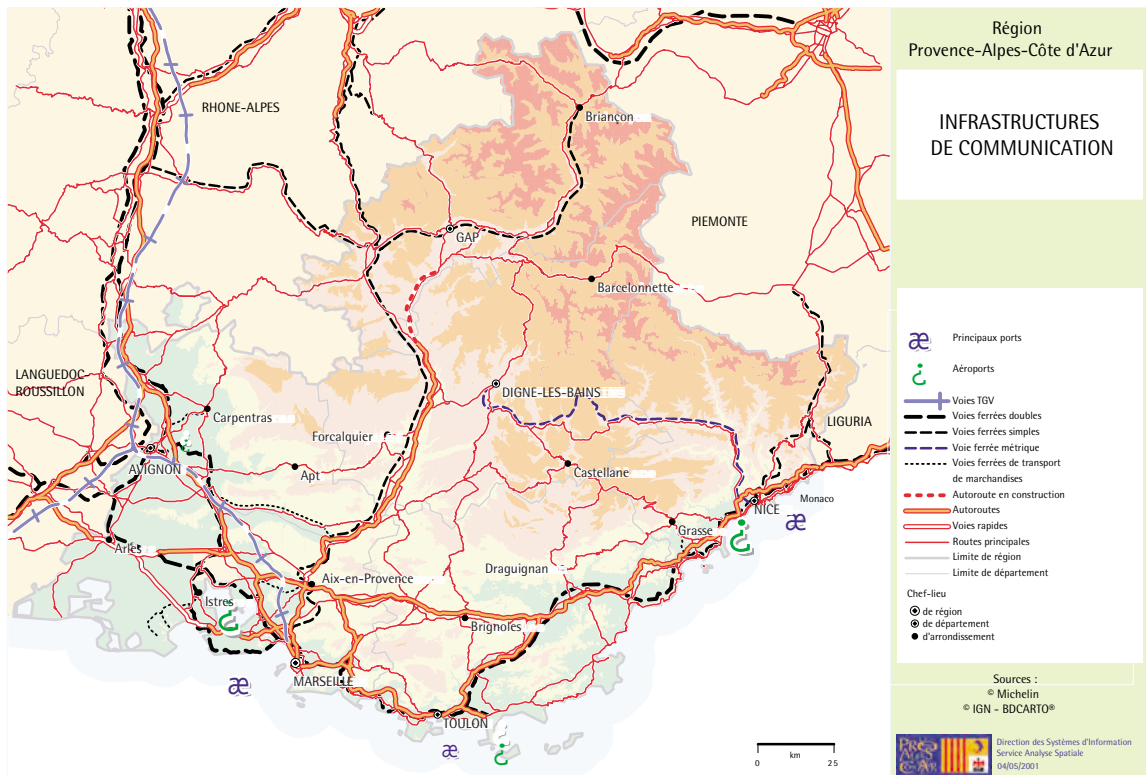 Région
Provence-Alpes-Côte d'Azur
INFRASTRUCTURES
DE COMMUNICATION
RHONE-ALPES
Briançon
PIEMONTE
GAP
Barcelonnette
LANGUEDOC
ROUSSILLON
DIGNE-LES-BAINS
LIGURIA
Carpentras
Forcalquier
AVIGNON
Apt
Castellane
Monaco
NICE
æ
Grasse
Arles
Draguignan
Aix-en-Provence
Istres
Brignoles
MARSEILLE
æ
TOULON
æ
km
0 25
æ Principaux ports
Aéroports
Voies TGV
Voies ferrées doubles
Voies ferrées simples
Voie ferrée métrique
Voies ferrées de transport
de marchandises
Autoroute en construction
Autoroutes
Voies rapides
Routes principales
Limite de région
Limite de département
Chef-lieu
de région
de département
d'arrondissement
Sources :
© Michelin
© IGN - BDCARTO®
Direction des Systèmes d'Information
Service Analyse Spatiale
04/05/2001